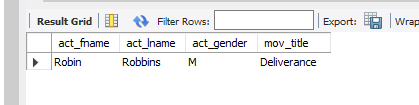 Result Grid Filter Rows: Export: Wrap
act_fname act_lname act_gender mov_title
Robin Robbins M Deliverance